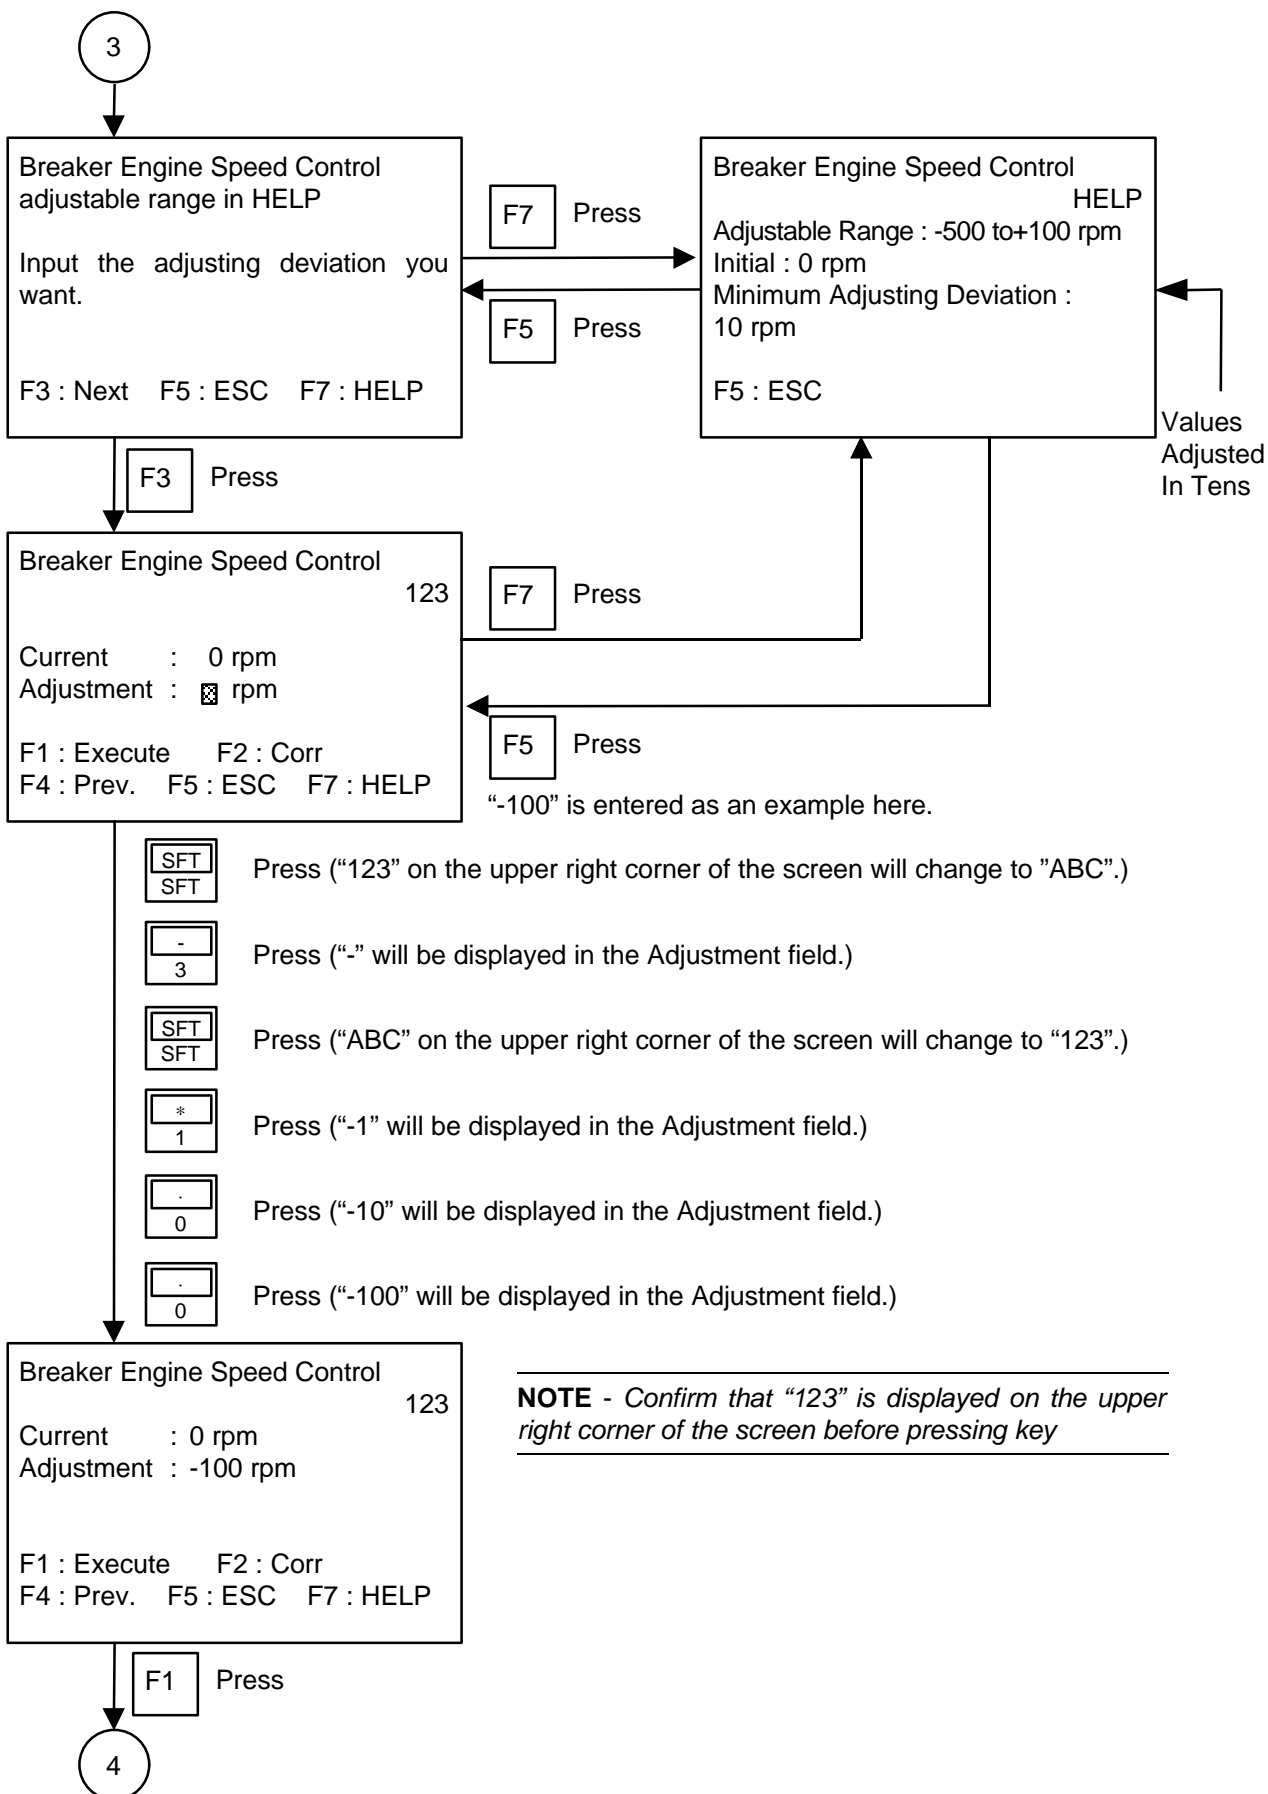 3
Breaker Engine Speed Control
adjustable range in HELP
Input the adjusting deviation you
want.
F3 : Next F5 : ESC F7 : HELP
F7 Press
F5 Press
Breaker Engine Speed Control
HELP
Adjustable Range : -500 to+100 rpm
Initial : 0 rpm
Minimum Adjusting Deviation :
10 rpm
F5 : ESC
Values
Adjusted
In Tens
F3 Press
Breaker Engine Speed Control
123
Current : 0 rpm
Adjustment : rpm
F1 : Execute F2 : Corr
F4 : Prev. F5 : ESC F7 : HELP
F7 Press
F5 Press
“-100” is entered as an example here.
SFT
SFT
Press (“123” on the upper right corner of the screen will change to ”ABC”.)
-
3
Press (“-” will be displayed in the Adjustment field.)
SFT
SFT
Press (“ABC” on the upper right corner of the screen will change to “123”.)
*
1
Press (“-1” will be displayed in the Adjustment field.)
.
0
Press (“-10” will be displayed in the Adjustment field.)
.
0
Press (“-100” will be displayed in the Adjustment field.)
Breaker Engine Speed Control
123
Current : 0 rpm
Adjustment : -100 rpm
F1 : Execute F2 : Corr
F4 : Prev. F5 : ESC F7 : HELP
NOTE - Confirm that “123” is displayed on the upper
right corner of the screen before pressing key
F1 Press
4